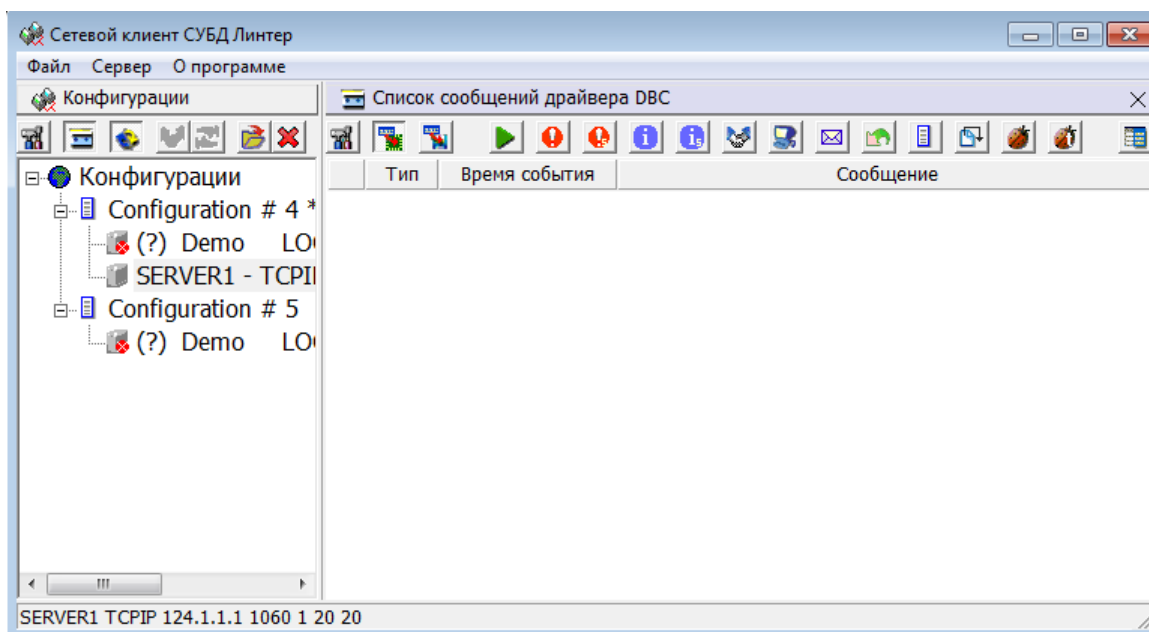 Сетевой клиент СУБД Линтер
Файл Сервер О программе
Конфигурации
Список сообщений драйвера DBC
Тип Время события Сообщение
Конфигурации
Configuration # 4 *
(?) Demo
SERVER1 -
Configuration # 5
(?) Demo
SERVER1 TCPIP 124.1.1.1 1060 1 20 20